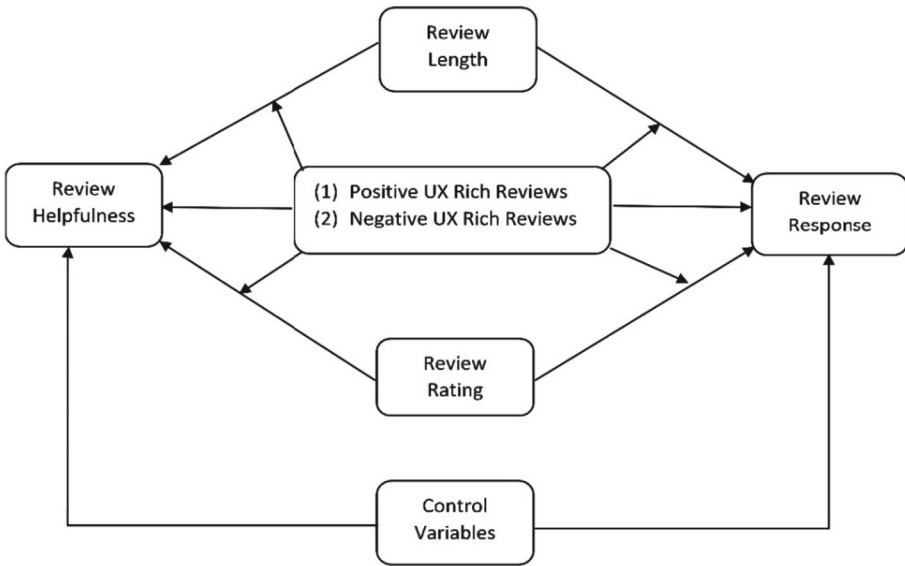 Review
Length
Review
Helpfulness
(1) Positive UX Rich Reviews
(2) Negative UX Rich Reviews
Review
Response
Review
Rating
Control
Variables